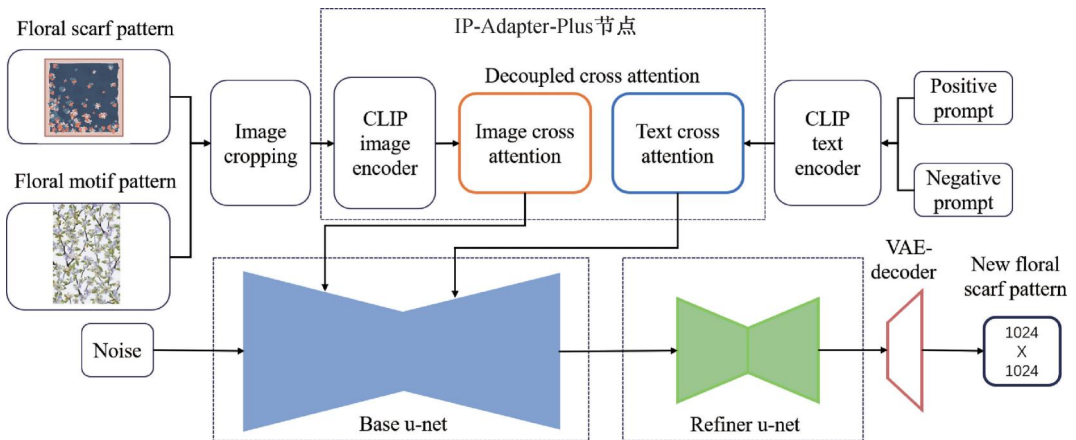 Floral scarf pattern
Floral motif pattern
Image
cropping
IP-Adapter-Plus节点
Decoupled cross attention
CLIP
image
encoder
Image cross
attention
Text cross
attention
CLIP
text
encoder
Positive
prompt
Negative
prompt
Noise
Base u-net
Refiner u-net
VAE-
decoder
New floral
scarf pattern
1024
X
1024